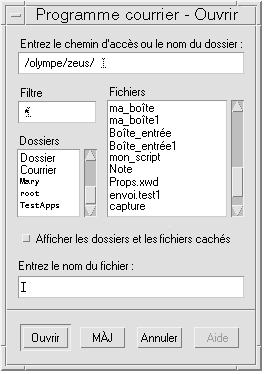 Programme courrier - Ouvrir
Entrez le chemin d'accès ou le nom du dossier :
/olympe/zeus/
Filtre
*
Fichiers
ma_boîte
ma_boîte1
Boîte_entrée
Boîte_entrée1
mon_script
Note
Props.xwd
envoi.test1
capture
Dossiers
Dossier
Courrier
Mary
root
TestApps
Afficher les dossiers et les fichiers cachés
Entrez le nom du fichier :
Ouvrir
MÀJ
Annuler
Aide